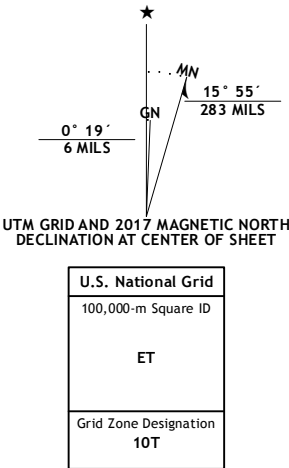 ★
MN
GN
15° 55´
283 MILS
0° 19´
6 MILS
UTM GRID AND 2017 MAGNETIC NORTH
DECLINATION AT CENTER OF SHEET
U.S. National Grid
100,000-m Square ID
ET
Grid Zone Designation
10T